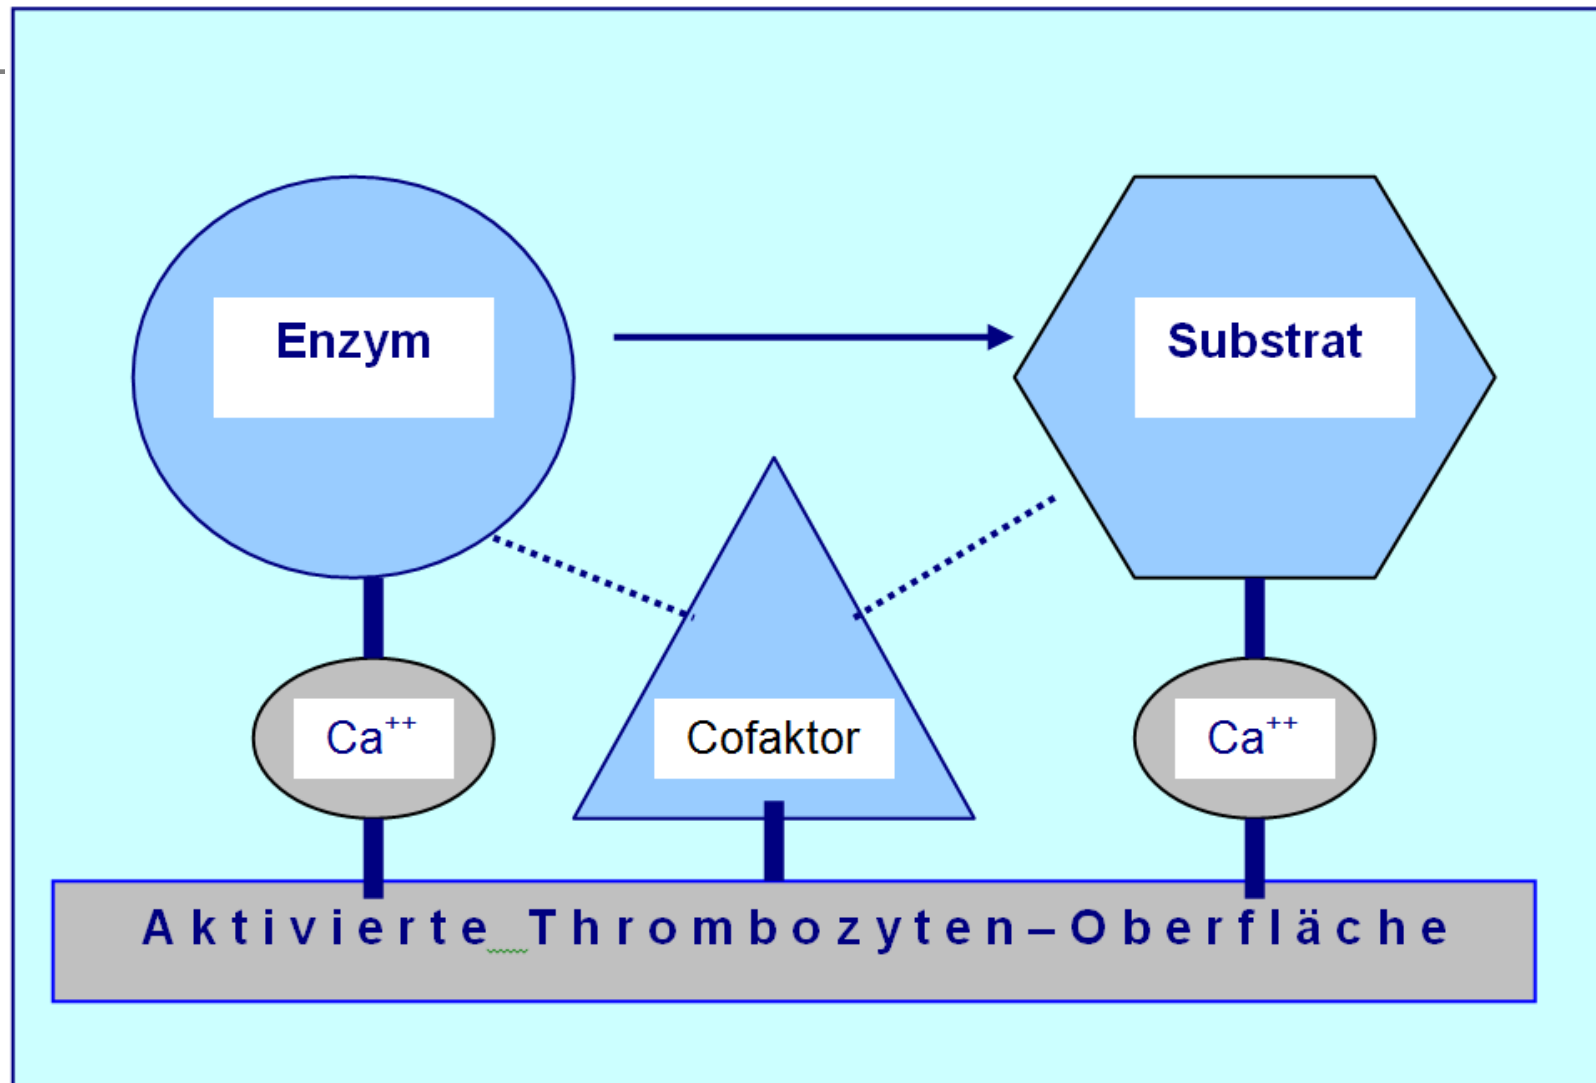 Enzym
Substrat
Ca⁺⁺
Cofaktor
Ca⁺⁺
Aktivierte Thrombozyten–Oberfläche